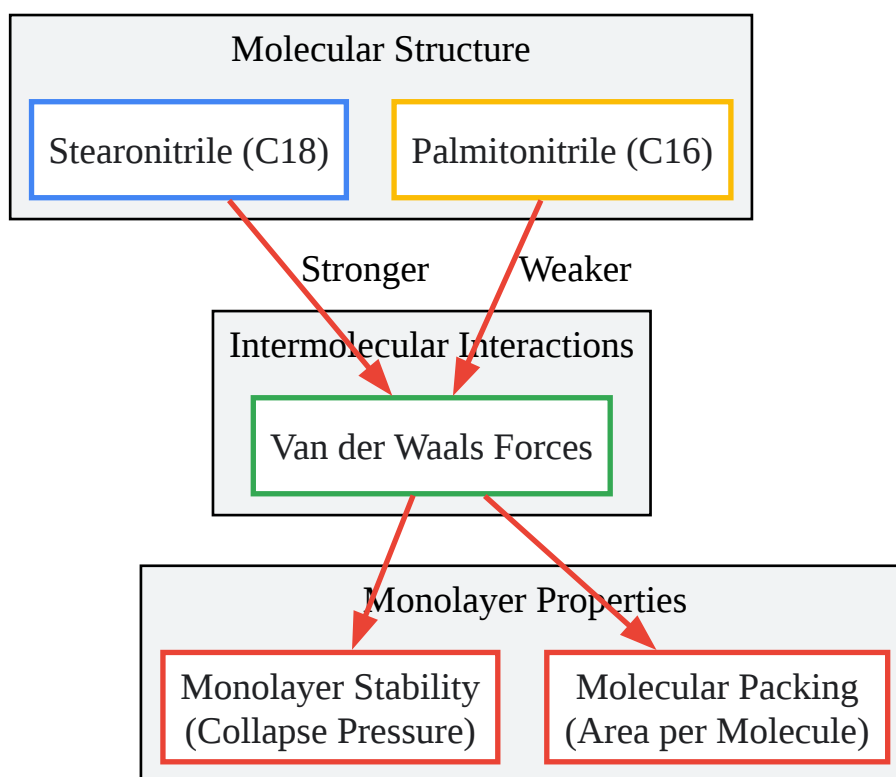 Molecular Structure
Stearonitrile (C18)
Palmitonitrile (C16)
Stronger
Weaker
Intermolecular Interactions
Van der Waals Forces
Monolayer Properties
Monolayer Stability
(Collapse Pressure)
Molecular Packing
(Area per Molecule)